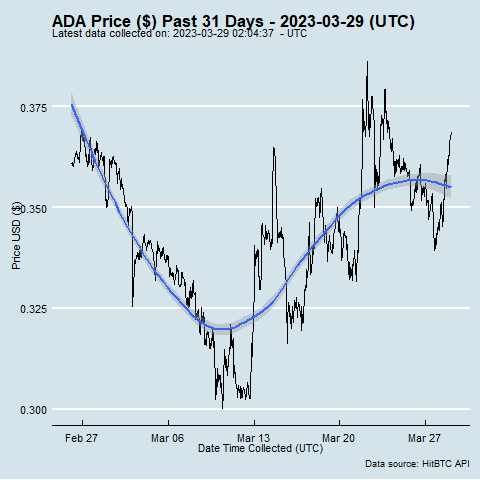 ADA Price ($) Past 31 Days - 2023-03-29 (UTC)
Latest data collected on: 2023-03-29 02:04:37  - UTC
Price USD ($)
0.375
0.350
0.325
0.300
Feb 27
Mar 06
Mar 13
Mar 20
Mar 27
Date Time Collected (UTC)
Data source: HitBTC API